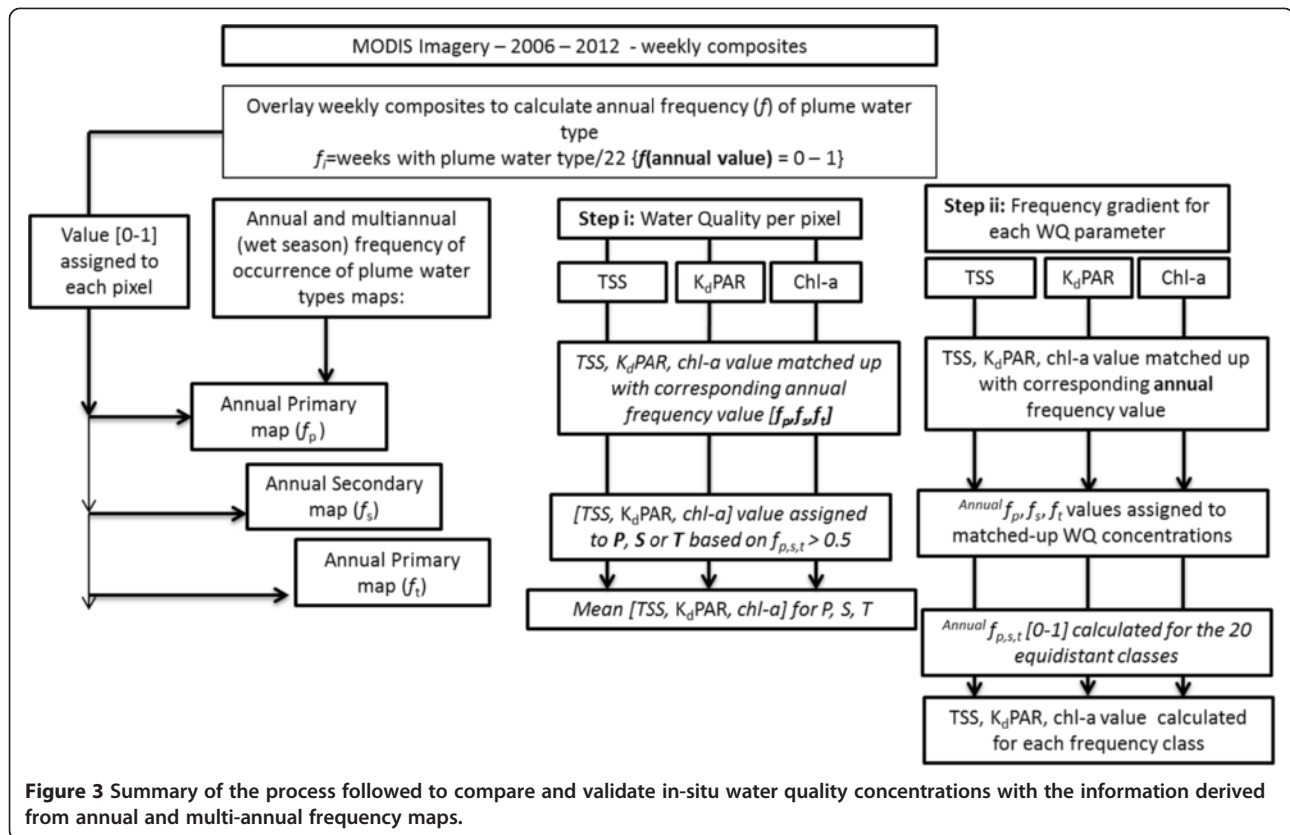 MODIS Imagery – 2006 – 2012 - weekly composites
Overlay weekly composites to calculate annual frequency (f) of plume water
type
fi=weeks with plume water type/22 {f(annual value) = 0 – 1}
Value [0-1]
assigned to
each pixel
Annual and multiannual
(wet season) frequency of
occurrence of plume water
types maps:
Annual Primary
map (fp)
Annual Secondary
map (fs)
Annual Primary
map (ft)
Step i: Water Quality per pixel
TSS
KdPAR
Chl-a
TSS, KdPAR, chl-a value matched up
with corresponding annual
frequency value [fp,fs,ft]
[TSS, KdPAR, chl-a] value assigned
to P, S or T based on fp,s,t > 0.5
Mean [TSS, KdPAR, chl-a] for P, S, T
Step ii: Frequency gradient for
each WQ parameter
TSS
KdPAR
Chl-a
TSS, KdPAR, chl-a value matched up
with corresponding annual
frequency value
Annual fp, fs, ft values assigned to
matched-up WQ concentrations
Annual fp,s,t [0-1] calculated for the 20
equidistant classes
TSS, KdPAR, chl-a value calculated
for each frequency class
Figure 3 Summary of the process followed to compare and validate in-situ water quality concentrations with the information derived
from annual and multi-annual frequency maps.